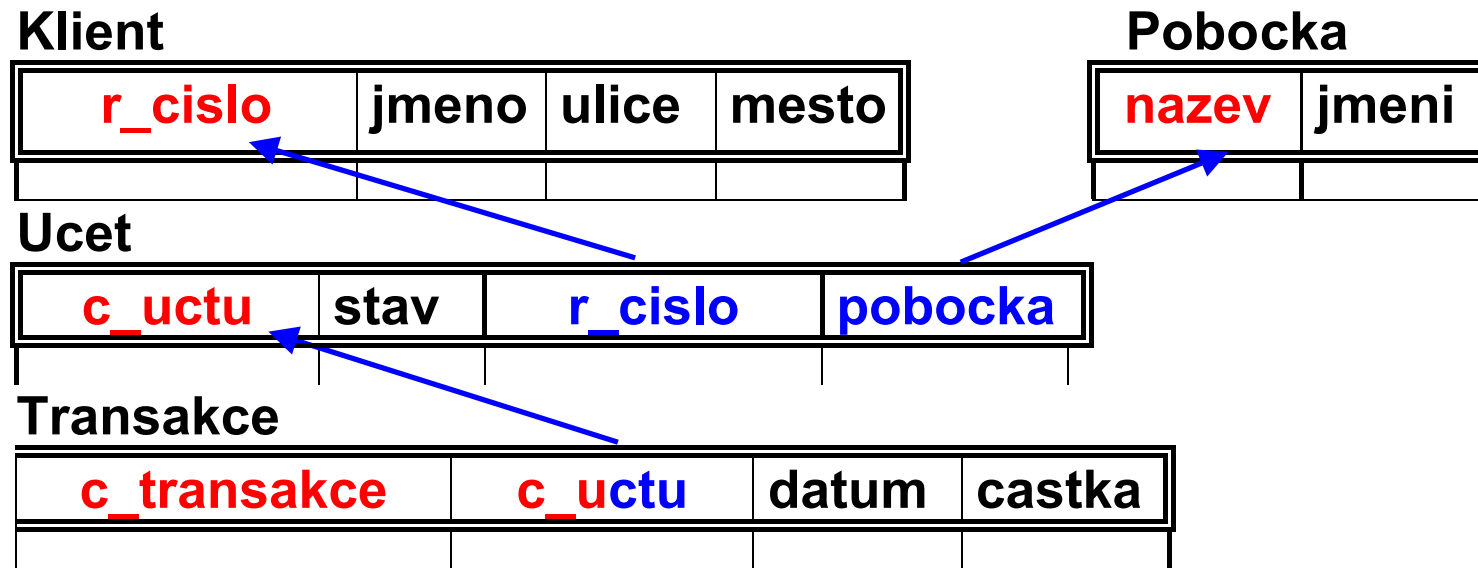 Klient Pobocka
r_cislo jmeno ulice mesto nazev jmeni
Ucet
c_uctu stav r_cislo pobocka
Transakce
c_transakce c_uctu datum castka